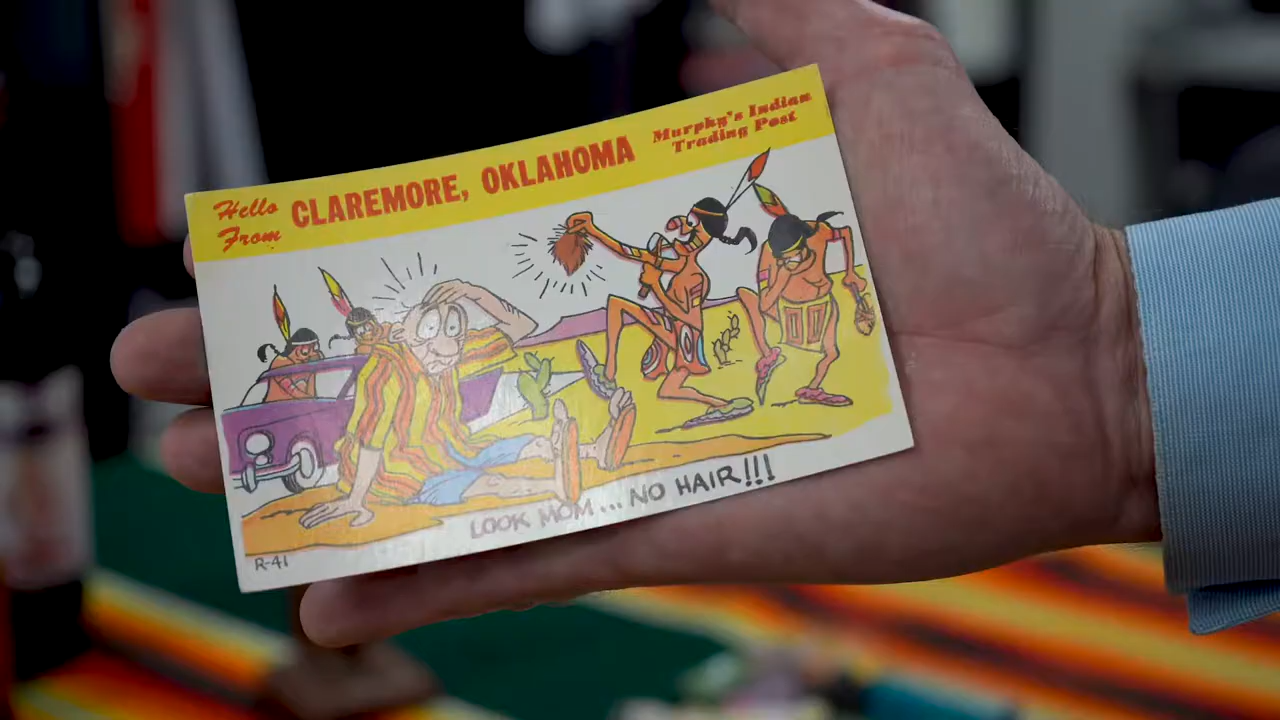 Hello
From
CLAREMORE, OKLAHOMA
Murphy's Indian
Trading Post
LOOK MOM... NO HAIR!!!
R-41